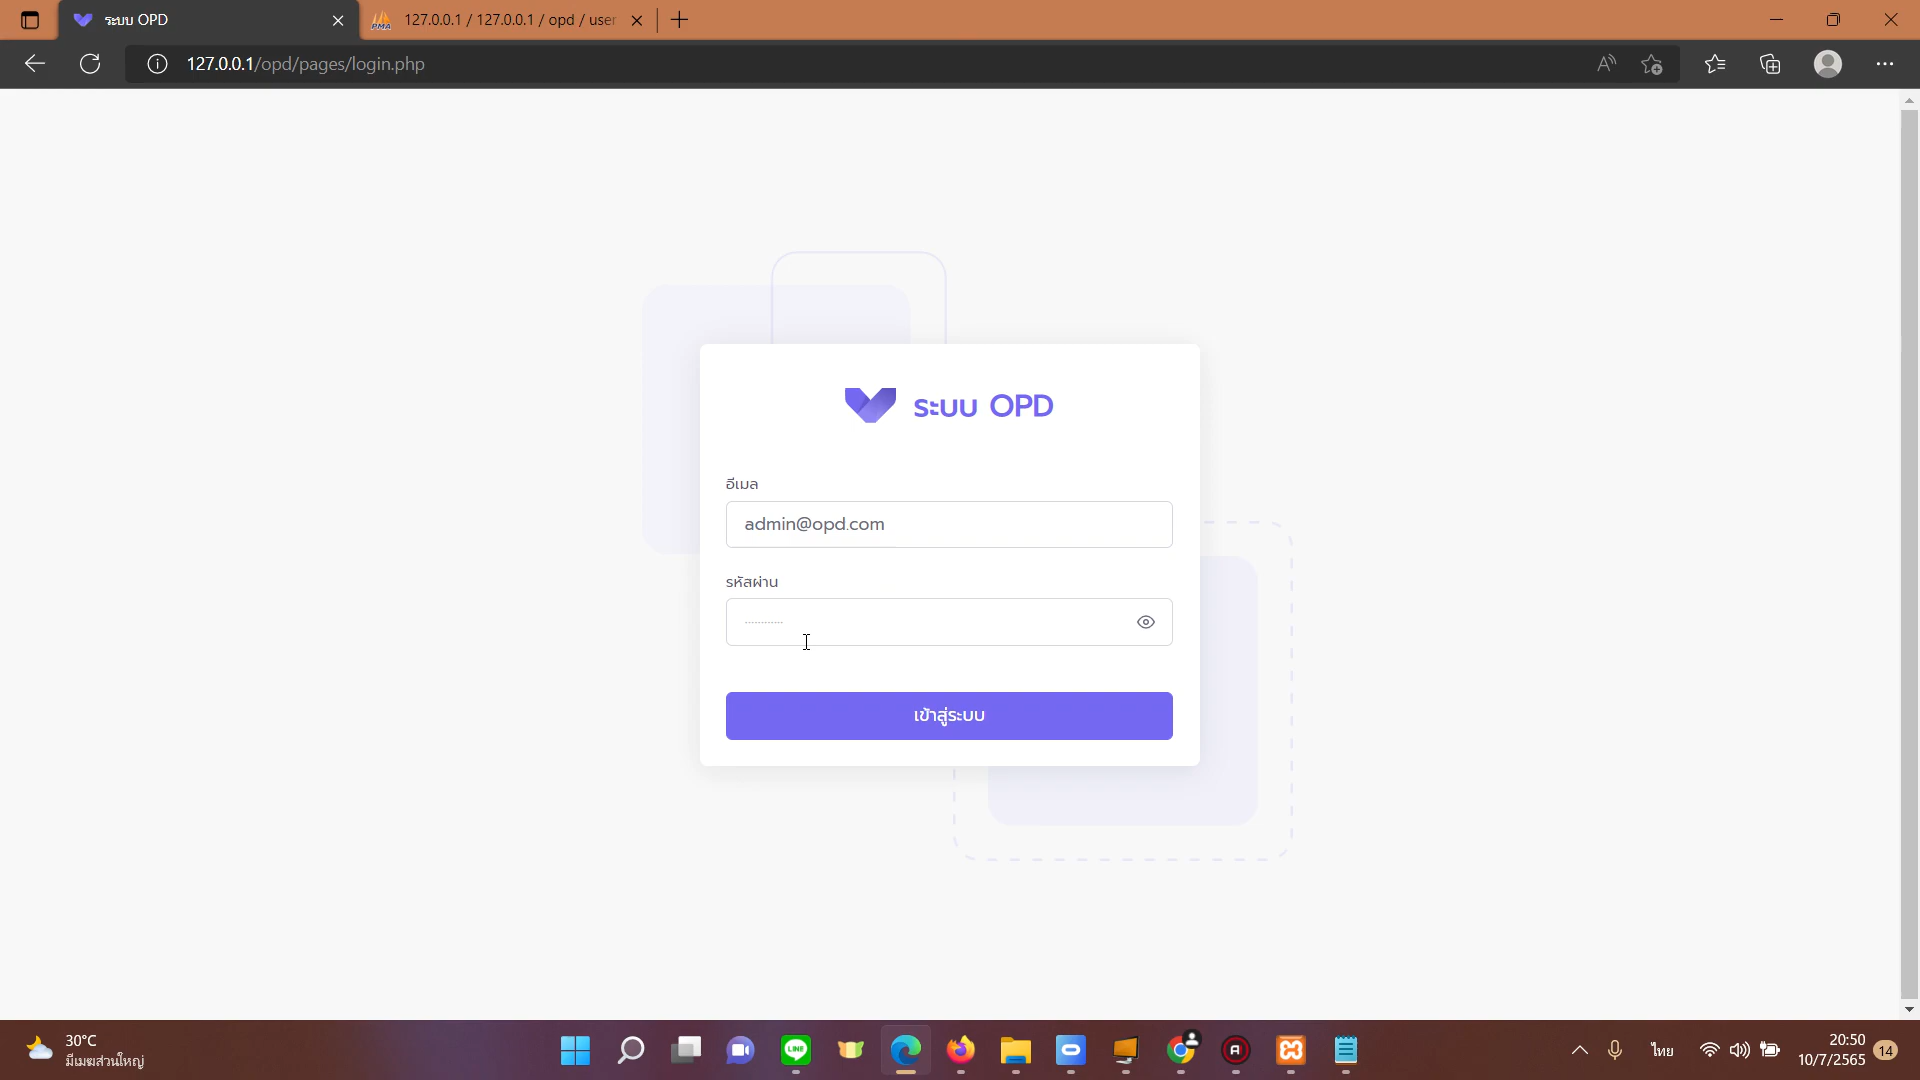 ระบบ OPD
127.0.0.1 / 127.0.0.1 / opd / user
127.0.0.1/opd/pages/login.php
ระบบ OPD
อีเมล
admin@opd.com
รหัสผ่าน
............
เข้าสู่ระบบ
30°C
มีเมฆส่วนใหญ่
LINE
ไทย
20:50
10/7/2565
14